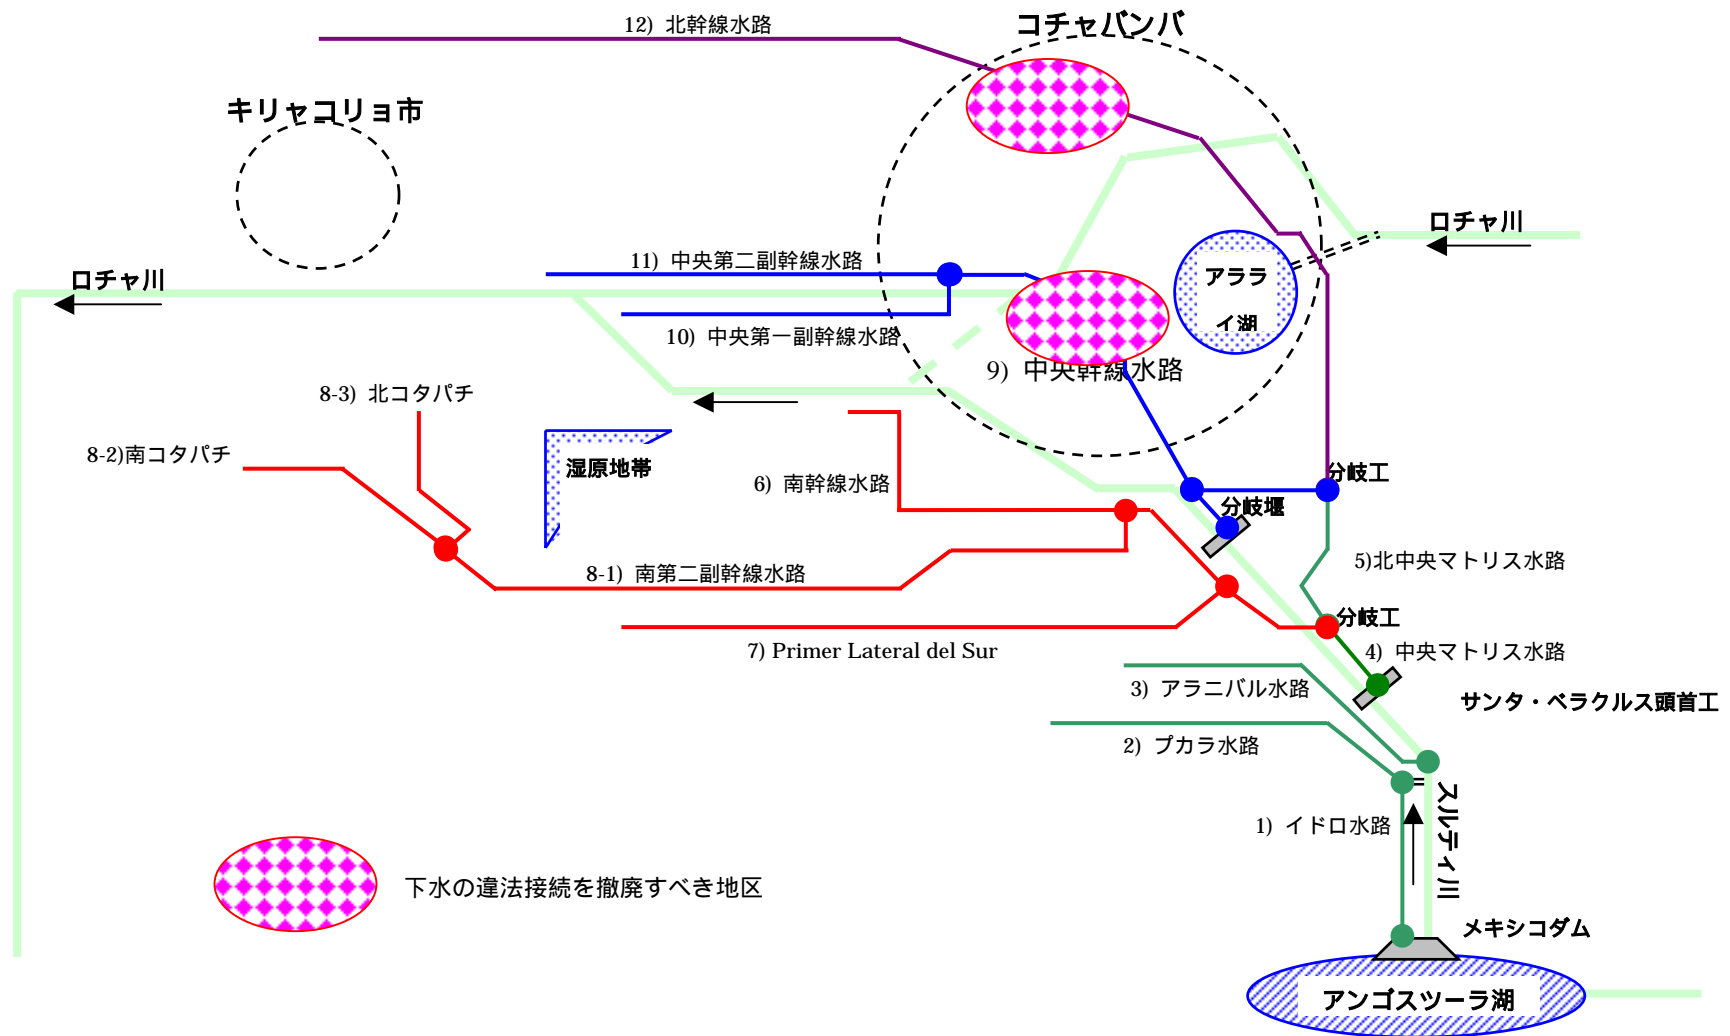 12) 北幹線水路
コチャバンバ
キリャコリョ市
ロチャ川
ロチャ川
11) 中央第二副幹線水路
アララ
イ湖
10) 中央第一副幹線水路
9) 中央幹線水路
8-3) 北コタパチ
8-2)南コタパチ
湿原地帯
6) 南幹線水路
分岐工
分岐堰
8-1) 南第二副幹線水路
5)北中央マトリス水路
分岐工
7) Primer Lateral del Sur
4) 中央マトリス水路
3) アラニバル水路
サンタ・ベラクルス頭首工
2) プカラ水路
スルティ川
1) イドロ水路
下水の違法接続を撤廃すべき地区
メキシコダム
アンゴスツーラ湖